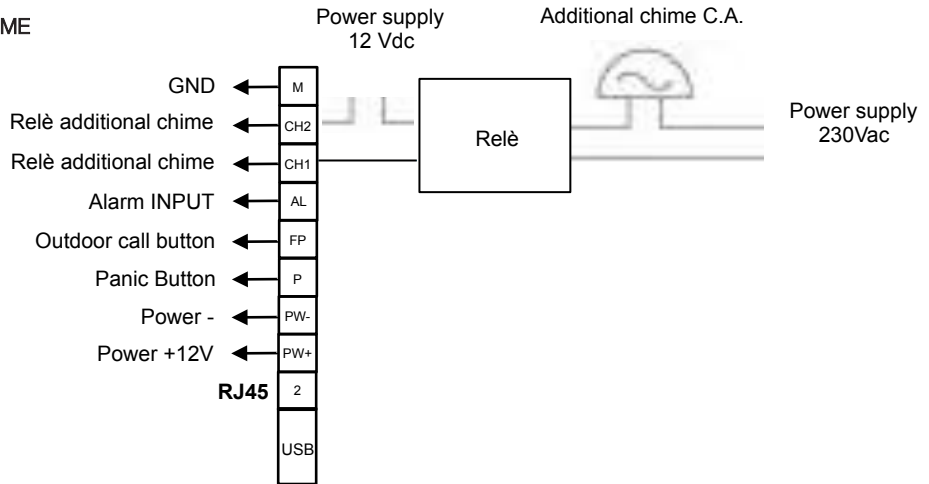 ME
Power supply
12 Vdc
Additional chime C.A.
GND
M
Relè additional chime
CH2
Relè
Power supply
230Vac
Relè additional chime
CH1
Alarm INPUT
AL
Outdoor call button
FP
Panic Button
P
Power -
PW-
Power +12V
PW+
RJ45
2
USB